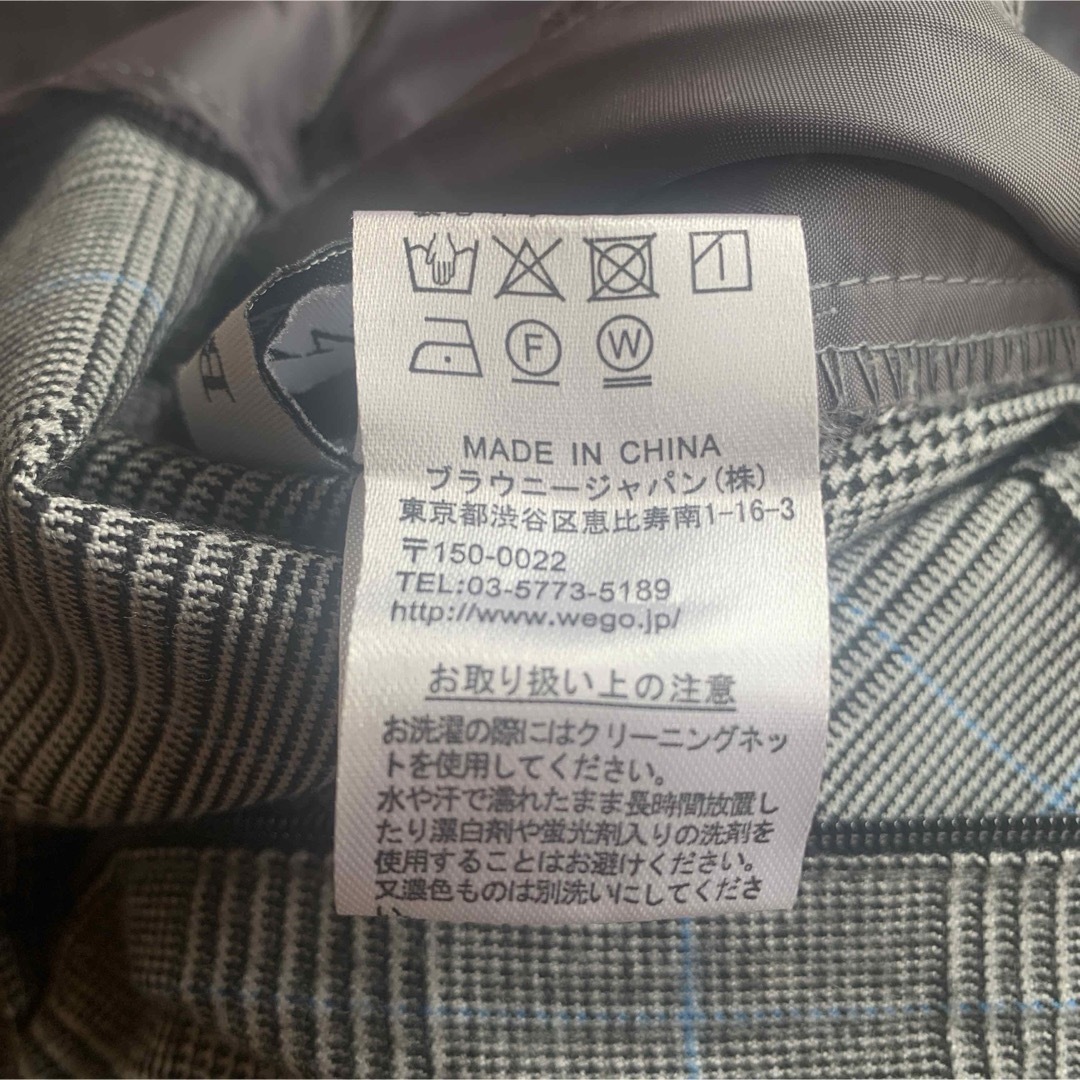 F
W
MADE IN CHINA
ブラウニージャパン(株)
東京都渋谷区恵比寿南1-16-3
〒150-0022
TEL:03-5773-5189
http://www.wego.jp/
お取り扱い上の注意
お洗濯の際にはクリーニングネッ
トを使用してください。
水や汗で濡れたまま長時間放置し
たり漂白剤や蛍光剤入りの洗剤を
使用することはお避けください。
又濃色ものは別洗いにしてくださ
い。